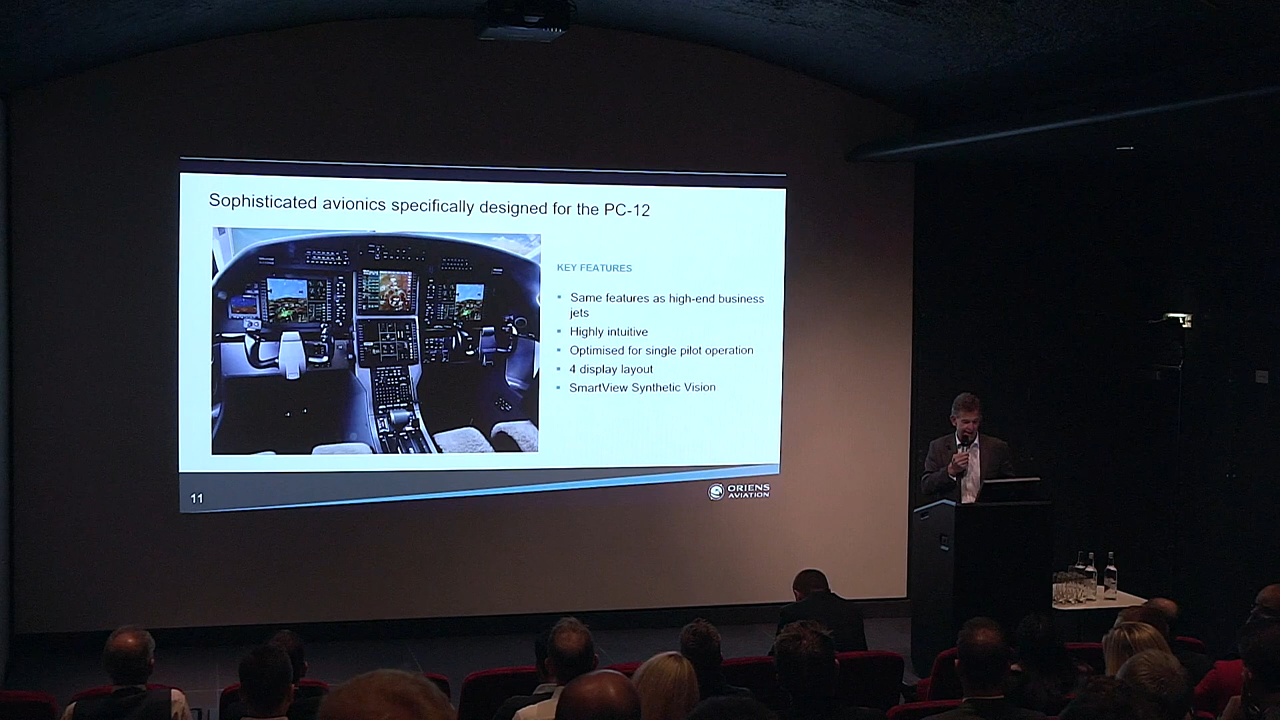 Sophisticated avionics specifically designed for the PC-12
KEY FEATURES
Same features as high-end business
jets
Highly intuitive
Optimised for single pilot operation
4 display layout
SmartView Synthetic Vision
11
ORIENS
AVIATION